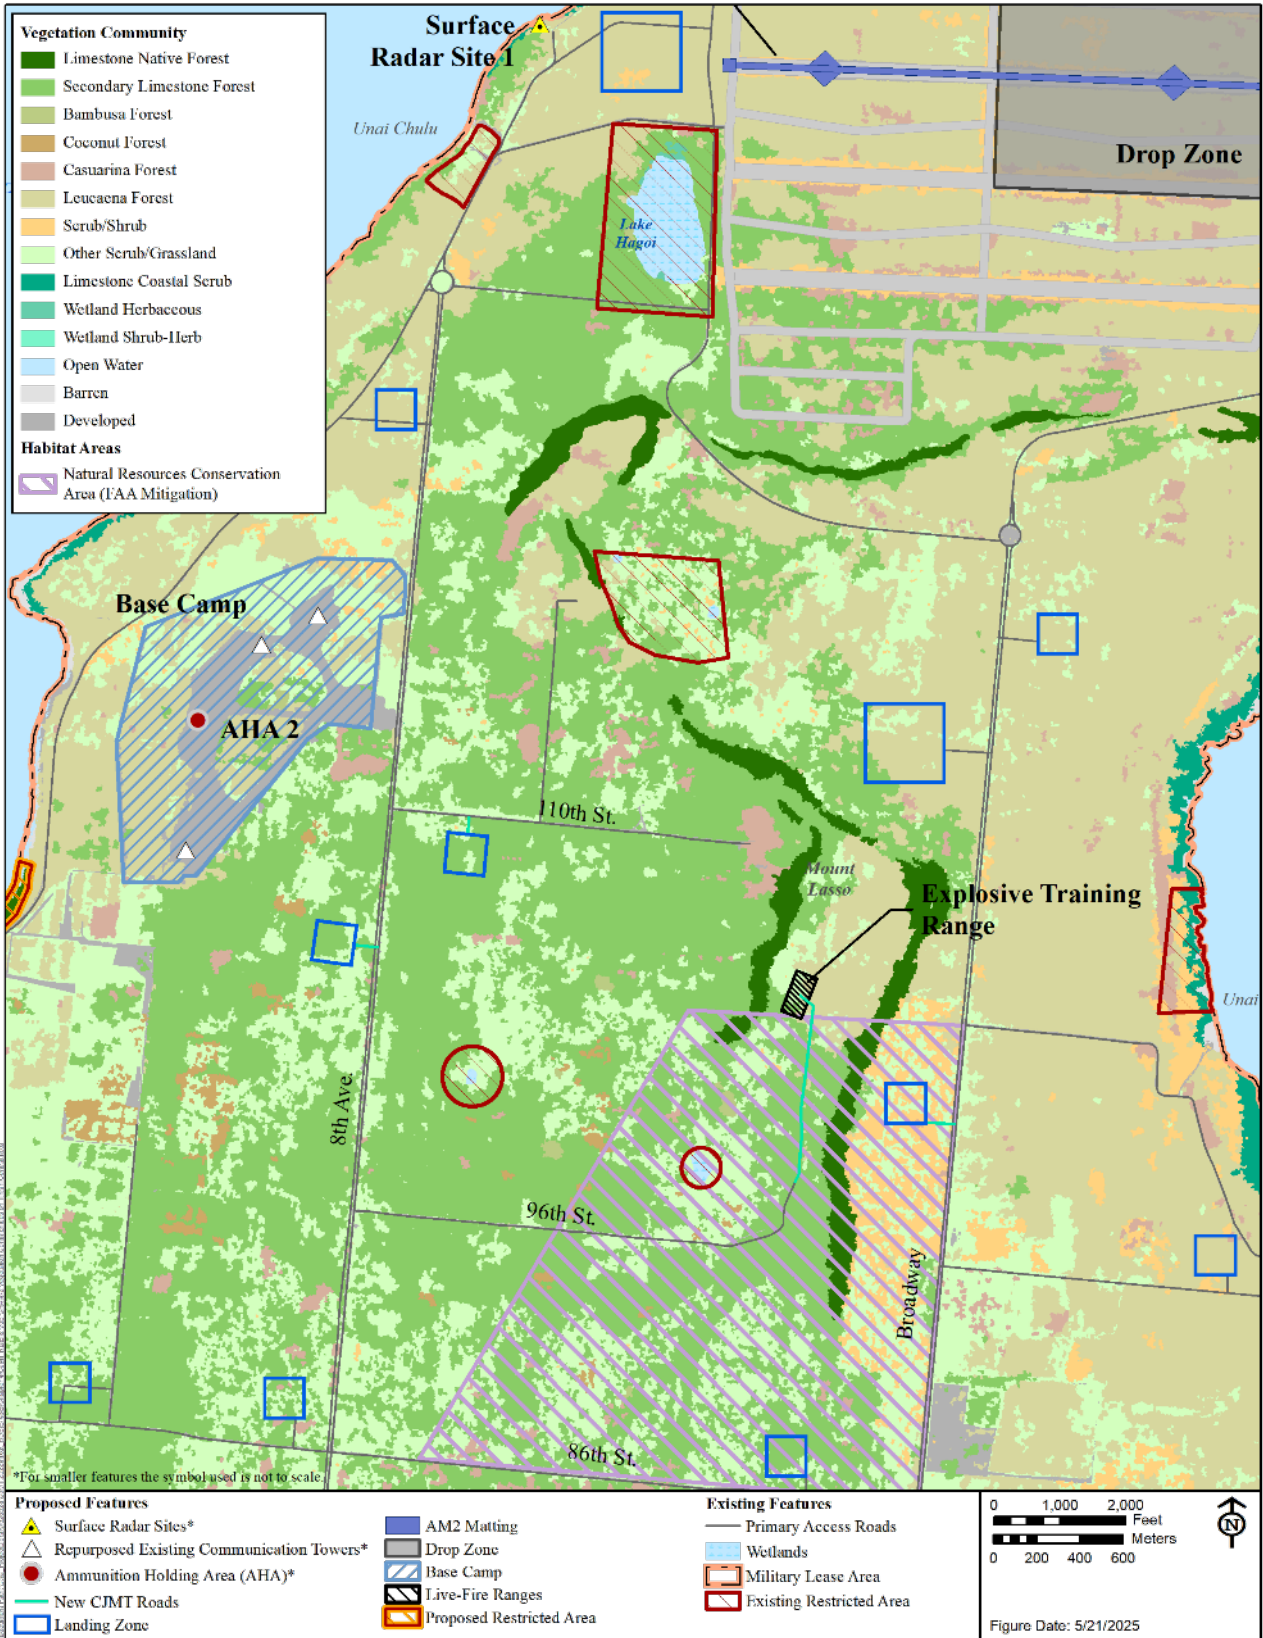 Vegetation Community
Limestone Native Forest
Secondary Limestone Forest
Bambusa Forest
Coconut Forest
Casuarina Forest
Leucaena Forest
Scrub/Shrub
Other Scrub/Grassland
Limestone Coastal Scrub
Wetland Herbaceous
Wetland Shrub-Herb
Open Water
Barren
Developed
Habitat Areas
Natural Resources Conservation
Area (FAA Mitigation)
Surface
Radar Site 1
Unai Chulu
Lake
Hagoi
Drop Zone
Base Camp
AHA 2
110th St.
Mount
Lasso
Explosive Training
Range
Unai
8th Ave.
96th St.
Broadway
86th St.
*For smaller features the symbol used is not to scale.
Proposed Features
Surface Radar Sites*
Repurposed Existing Communication Towers*
Ammunition Holding Area (AHA)*
New CJMT Roads
Landing Zone
AM2 Matting
Drop Zone
Base Camp
Live-Fire Ranges
Proposed Restricted Area
Existing Features
Primary Access Roads
Wetlands
Military Lease Area
Existing Restricted Area
0 1,000 2,000
Feet
Meters
0 200 400 600
N
Figure Date: 5/21/2025